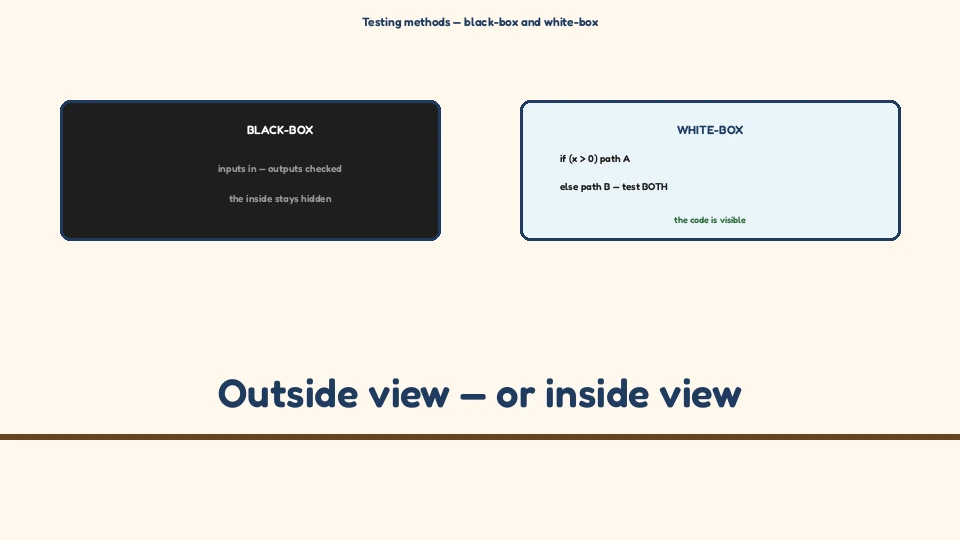 Testing methods — black-box and white-box
BLACK-BOX
inputs in — outputs checked
the inside stays hidden
WHITE-BOX
if (x > 0) path A
else path B — test BOTH
the code is visible
Outside view — or inside view